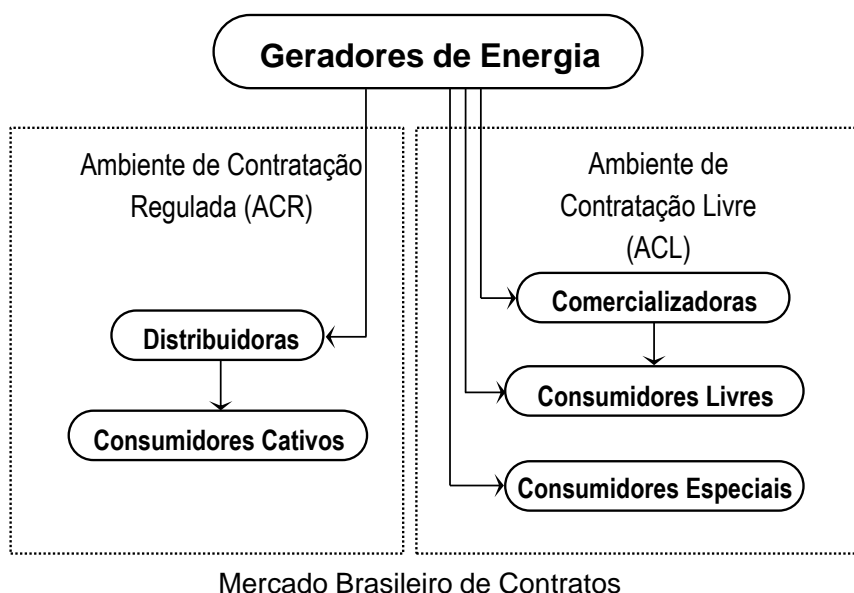 Geradores de Energia
Ambiente de Contratação
Regulada (ACR)
Distribuidoras
Consumidores Cativos
Ambiente de
Contratação Livre
(ACL)
Comercializadoras
Consumidores Livres
Consumidores Especiais
Mercado Brasileiro de Contratos